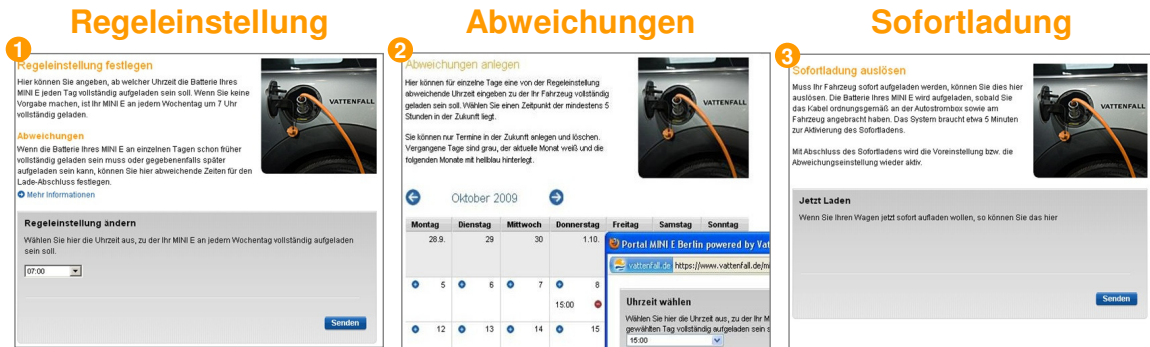 Regeleinstellung
Abweichungen
Sofortladung
1
Regeleinstellung festlegen
Hier können Sie angeben, ab welcher Uhrzeit die Batterie Ihres
MINI E jeden Tag vollständig aufgeladen sein soll. Wenn Sie keine
Vorgabe machen, ist Ihr MINI E an jedem Wochentag um 7 Uhr
vollständig geladen.
Abweichungen
Wenn die Batterie Ihres MINI E an einzelnen Tagen schon früher
vollständig geladen sein muss oder gegebenenfalls später
aufgeladen sein kann, können Sie hier abweichende Zeiten für den
Lade-Abschluss festlegen.
Mehr Informationen
VATTENFALL
Regeleinstellung ändern
Wählen Sie hier die Uhrzeit aus, zu der Ihr MINI E an jedem Wochentag vollständig aufgeladen
sein soll.
07:00
Senden
2
Abweichungen anlegen
Hier können für einzelne Tage eine von der Regeleinstellung
abweichende Uhrzeit eingeben zu der Ihr Fahrzeug vollständig
geladen sein soll. Wählen Sie einen Zeitpunkt der mindestens 5
Stunden in der Zukunft liegt.
Sie können nur Termine in der Zukunft anlegen und löschen.
Vergangene Tage sind grau, der aktuelle Monat weiß und die
folgenden Monate mit hellblau hinterlegt.
VATTENFALL
Oktober 2009
Montag Dienstag Mittwoch Donnerstag Freitag Samstag Sonntag
28.9. 29 30 1.10.
5 6 7 8
15:00
12 13 14 15
Portal MINI E Berlin powered by Vat
vattenfall.de https://www.vattenfall.de/mi
Uhrzeit wählen
Wählen Sie hier die Uhrzeit aus, zu der Ihr M
gewählten Tag vollständig aufgeladen sein s
15:00
3
Sofortladung auslösen
Muss Ihr Fahrzeug sofort aufgeladen werden, können Sie dies hier
auslösen. Die Batterie Ihres MINI E wird aufgeladen, sobald Sie
das Kabel ordnungsgemäß an der Autostrombox sowie am
Fahrzeug angebracht haben. Das System braucht etwa 5 Minuten
zur Aktivierung des Sofortladens.
Mit Abschluss des Sofortladens wird die Voreinstellung bzw. die
Abweichungseinstellung wieder aktiv.
VATTENFALL
Jetzt Laden
Wenn Sie Ihren Wagen jetzt sofort aufladen wollen, so können Sie das hier
Senden